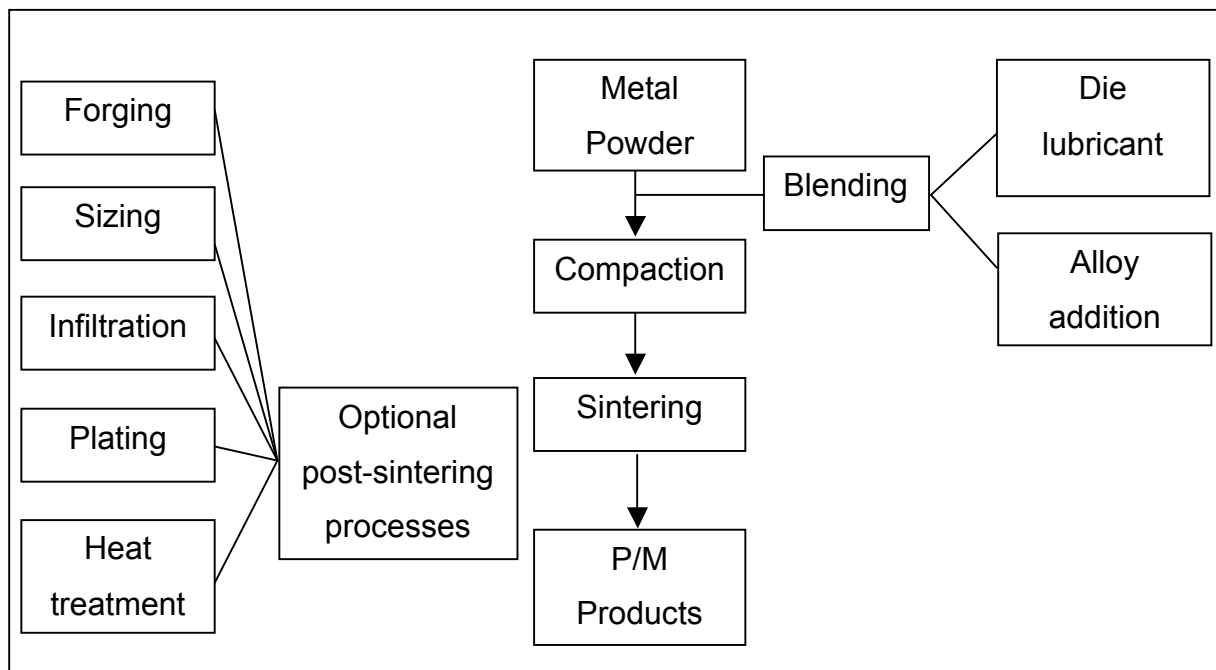 Forging
Sizing
Infiltration
Plating
Heat
treatment
Optional
post-sintering
processes
Metal
Powder
Compaction
Sintering
P/M
Products
Blending
Die
lubricant
Alloy
addition